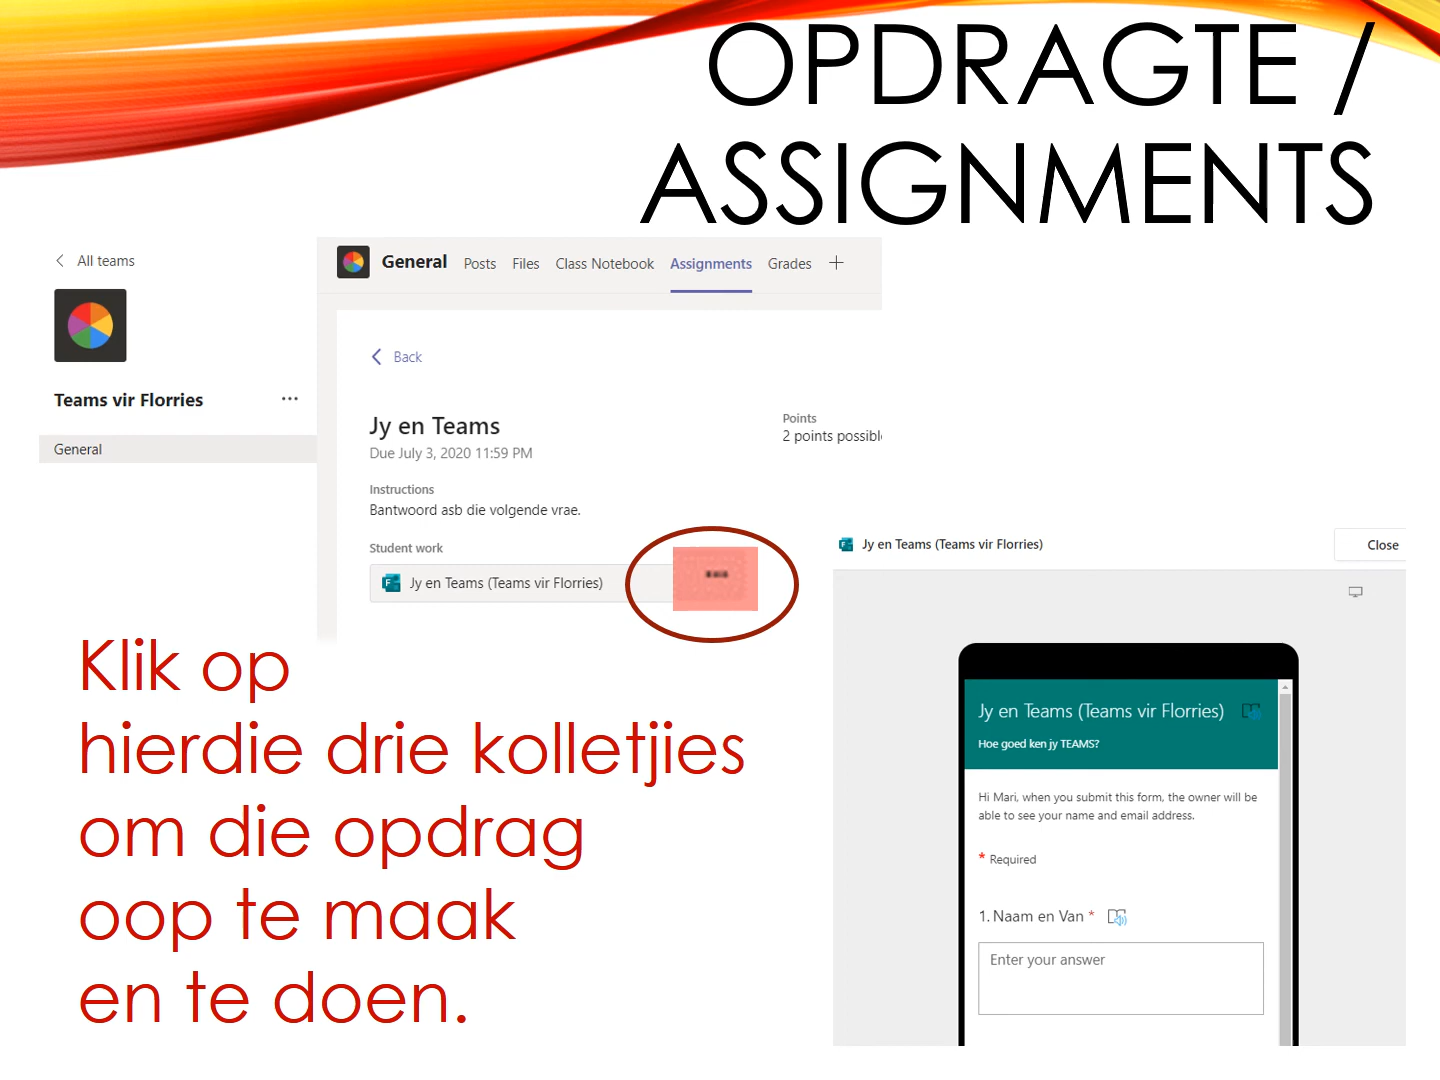 OPDRAGTE /
ASSIGNMENTS
All teams
Teams vir Florries
General
General Posts Files Class Notebook Assignments Grades
Back
Jy en Teams
Due July 3, 2020 11:59 PM
Points
2 points possibl
Instructions
Bantwoord asb die volgende vrae.
Student work
Jy en Teams (Teams vir Florries)
Klik op
hierdie drie kolletjies
om die opdrag
oop te maak
en te doen.
Jy en Teams (Teams vir Florries)
Close
Jy en Teams (Teams vir Florries)
Hoe goed ken jy TEAMS?
Hi Mari, when you submit this form, the owner will be
able to see your name and email address.
* Required
1. Naam en Van *
Enter your answer